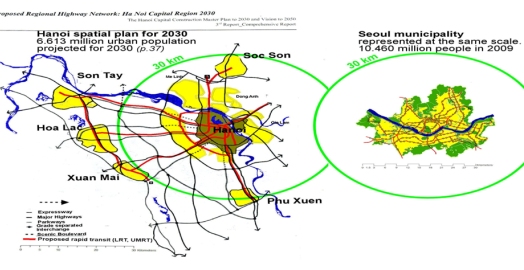 roposed Regional Highway Network: Ha Noi Capital Region 2030
The Hanoi Capital Construction Master Plan to 2030 and Vision to 2050
3rd Report_Comprehensive Report
Hanoi spatial plan for 2030
6.613 million urban population
projected for 2030 (p.37)
Seoul municipality
represented at the same scale.
10.460 million people in 2009
30 km
30 km
Soc Son
Son Tay
Me Linh
Dong Anh
Hoa Lac
Hanoi
Xuan Mai
Phu Xuen
Expressway
Major Highways
Parkways
Grade separated
interchange
Scenic Boulevard
Proposed rapid transit (LRT, UMRT)